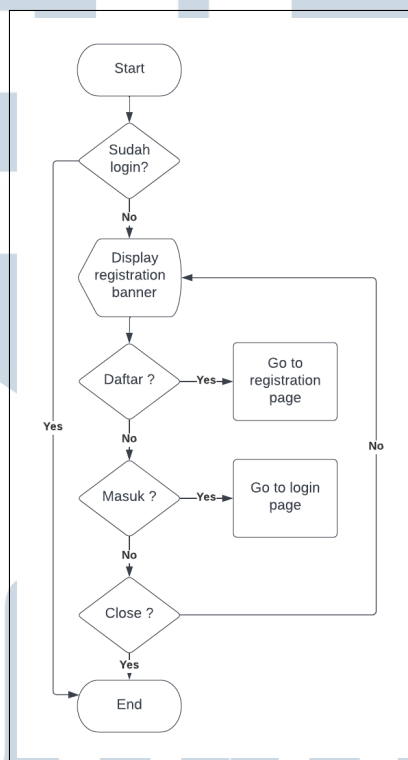 Start
Sudah
login?
No
Display
registration
banner
Daftar ?
Yes
Go to
registration
page
Yes
No
No
Masuk ?
Yes
Go to login
page
No
Close ?
Yes
End